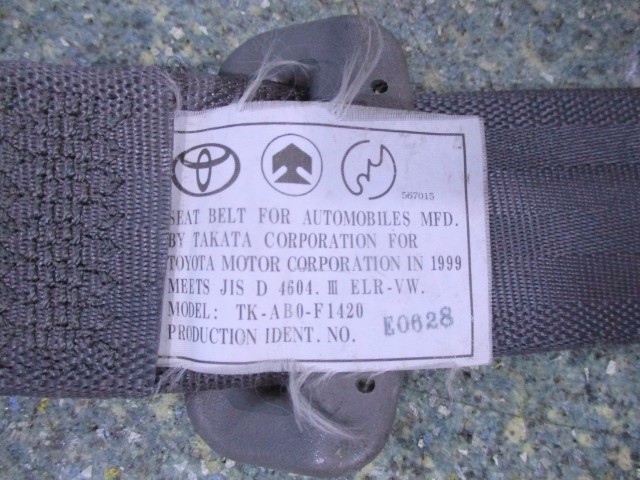 567015
SEAT BELT FOR AUTOMOBILES MFD.
BY TAKATA CORPORATION FOR
TOYOTA MOTOR CORPORATION IN 1999
MEETS JIS D 4604. Ⅲ ELR-VW.
MODEL: TK-AB0-F1420
PRODUCTION IDENT. NO. E0628